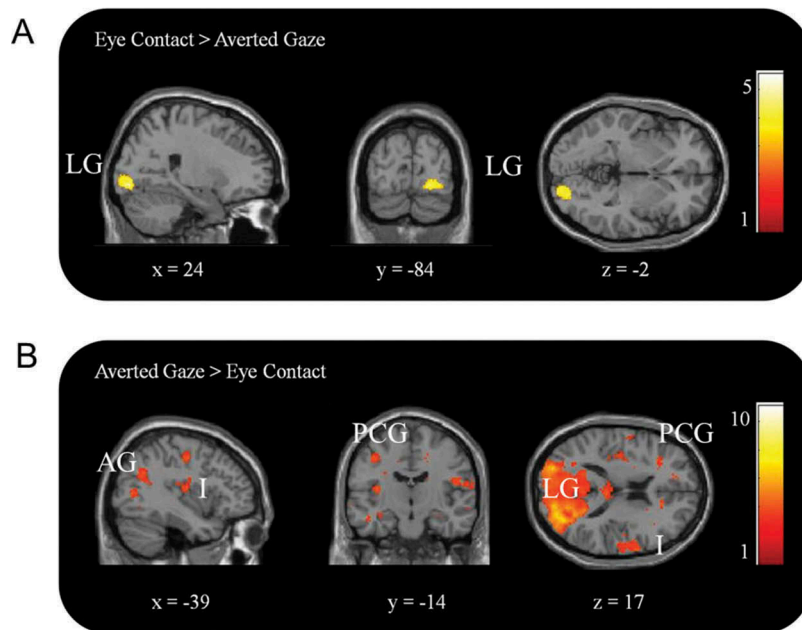 A
Eye Contact > Averted Gaze
5
LG
LG
1
x = 24
y = -84
z = -2
B
Averted Gaze > Eye Contact
10
PCG
PCG
AG
I
LG
I
1
x = -39
y = -14
z = 17